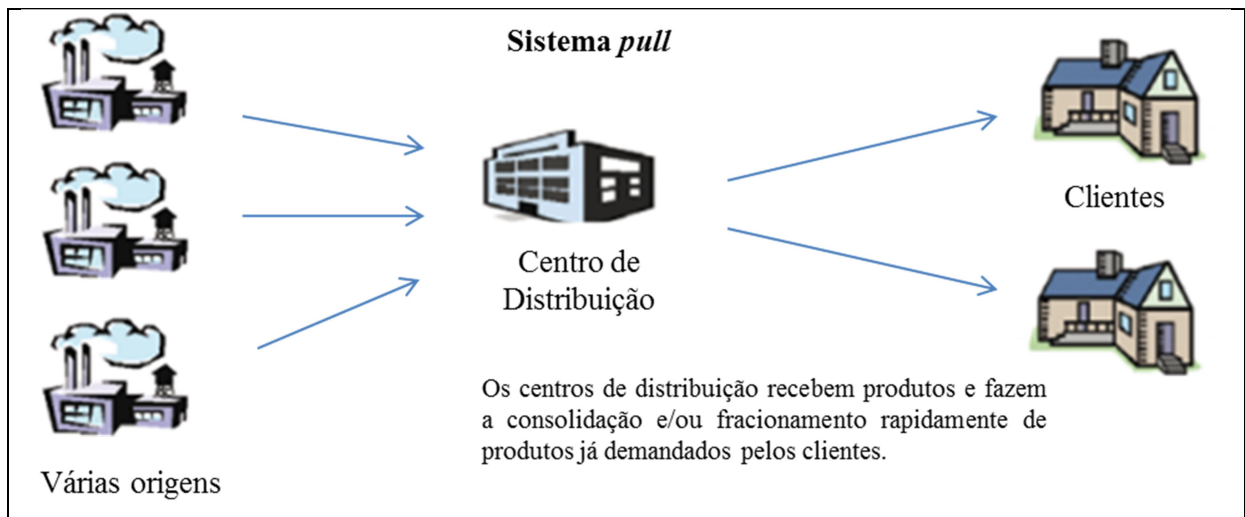 Sistema pull
Clientes
Centro de
Distribuição
Os centros de distribuição recebem produtos e fazem
a consolidação e/ou fracionamento rapidamente de
produtos já demandados pelos clientes.
Várias origens